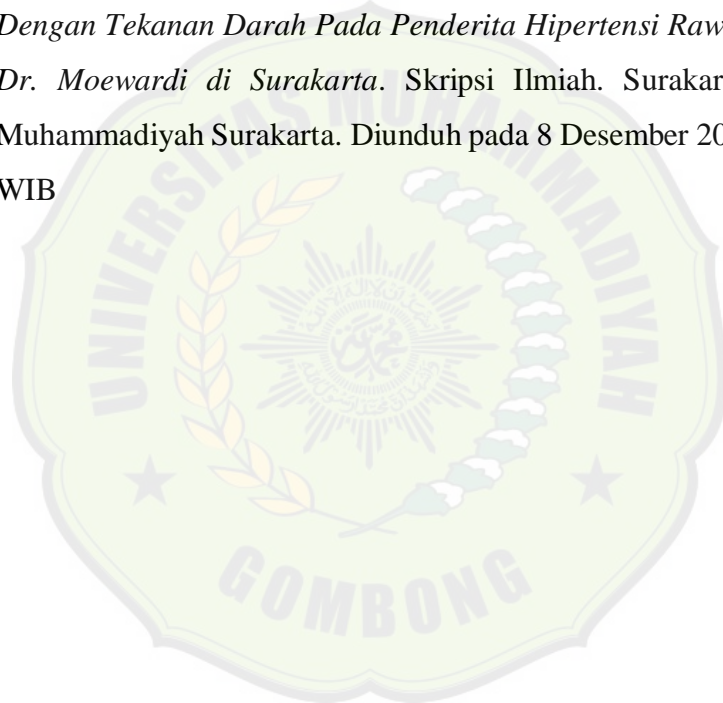 Dengan Tekanan Darah Pada Penderita Hipertensi Raw
Dr. Moewardi di Surakarta. Skripsi Ilmiah. Surakar
Muhammadiyah Surakarta. Diunduh pada 8 Desember 20
WIB
UNIVERSITAS MUHAMMADIYAH
GOMBONG